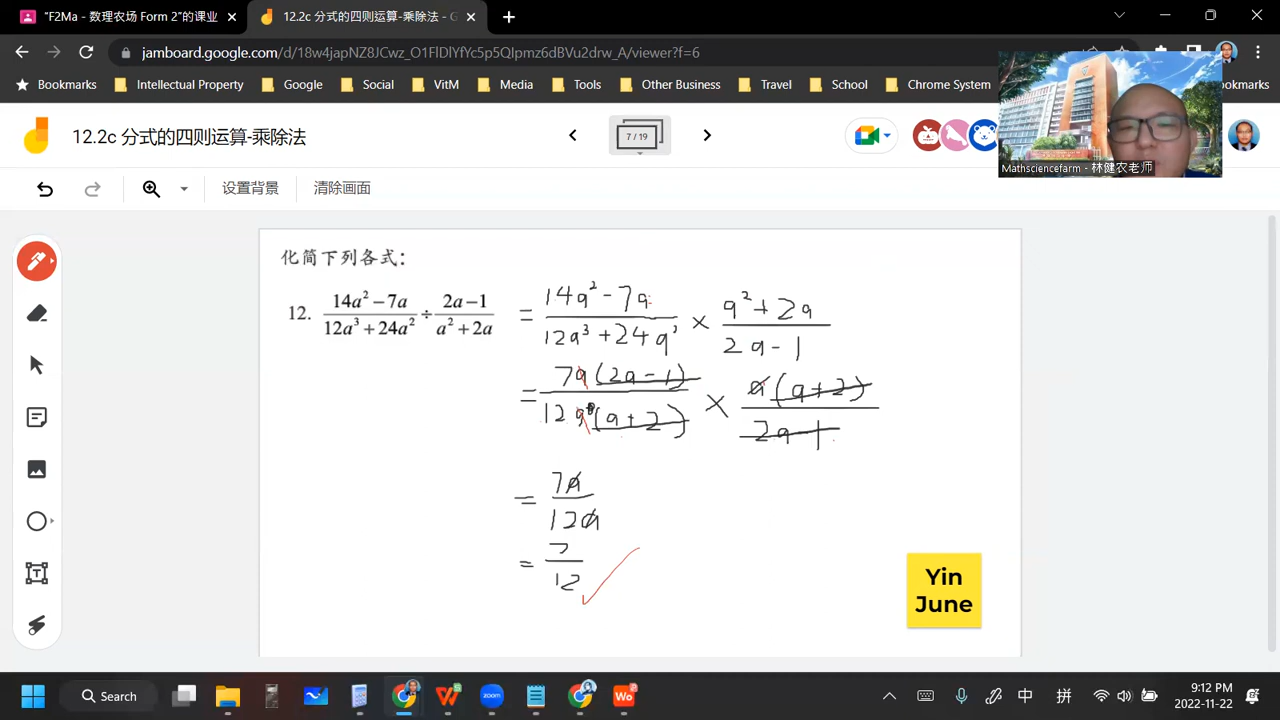 "F2Ma - 数理农场 Form 2"的课业
12.2c 分式的四则运算-乘除法 - G
jamboard.google.com/d/18w4japNZ8JCwz_O1FlDlYfYc5p5QImnz6dBVu2drw_A/viewer?f=6
Bookmarks
Intellectual Property
Google
Social
VitM
Media
Tools
Other Business
Travel
School
Chrome System
okmarks
12.2c 分式的四则运算-乘除法
7 / 19
Mathsciencefarm - 林健农老师
设置背景
清除画面
化简下列各式：
12. (14a² − 7a)/(12a³ + 24a²) ÷ (2a − 1)/(a² + 2a) = (14a² − 7a)/(12a³ + 24a²) × (a² + 2a)/(2a − 1)
= 7a(2a − 1)/12a²(a + 2) × a(a + 2)/(2a − 1)
= 7a/12a
= 7/12
Yin
June
Search
中
拼
9:12 PM
2022-11-22